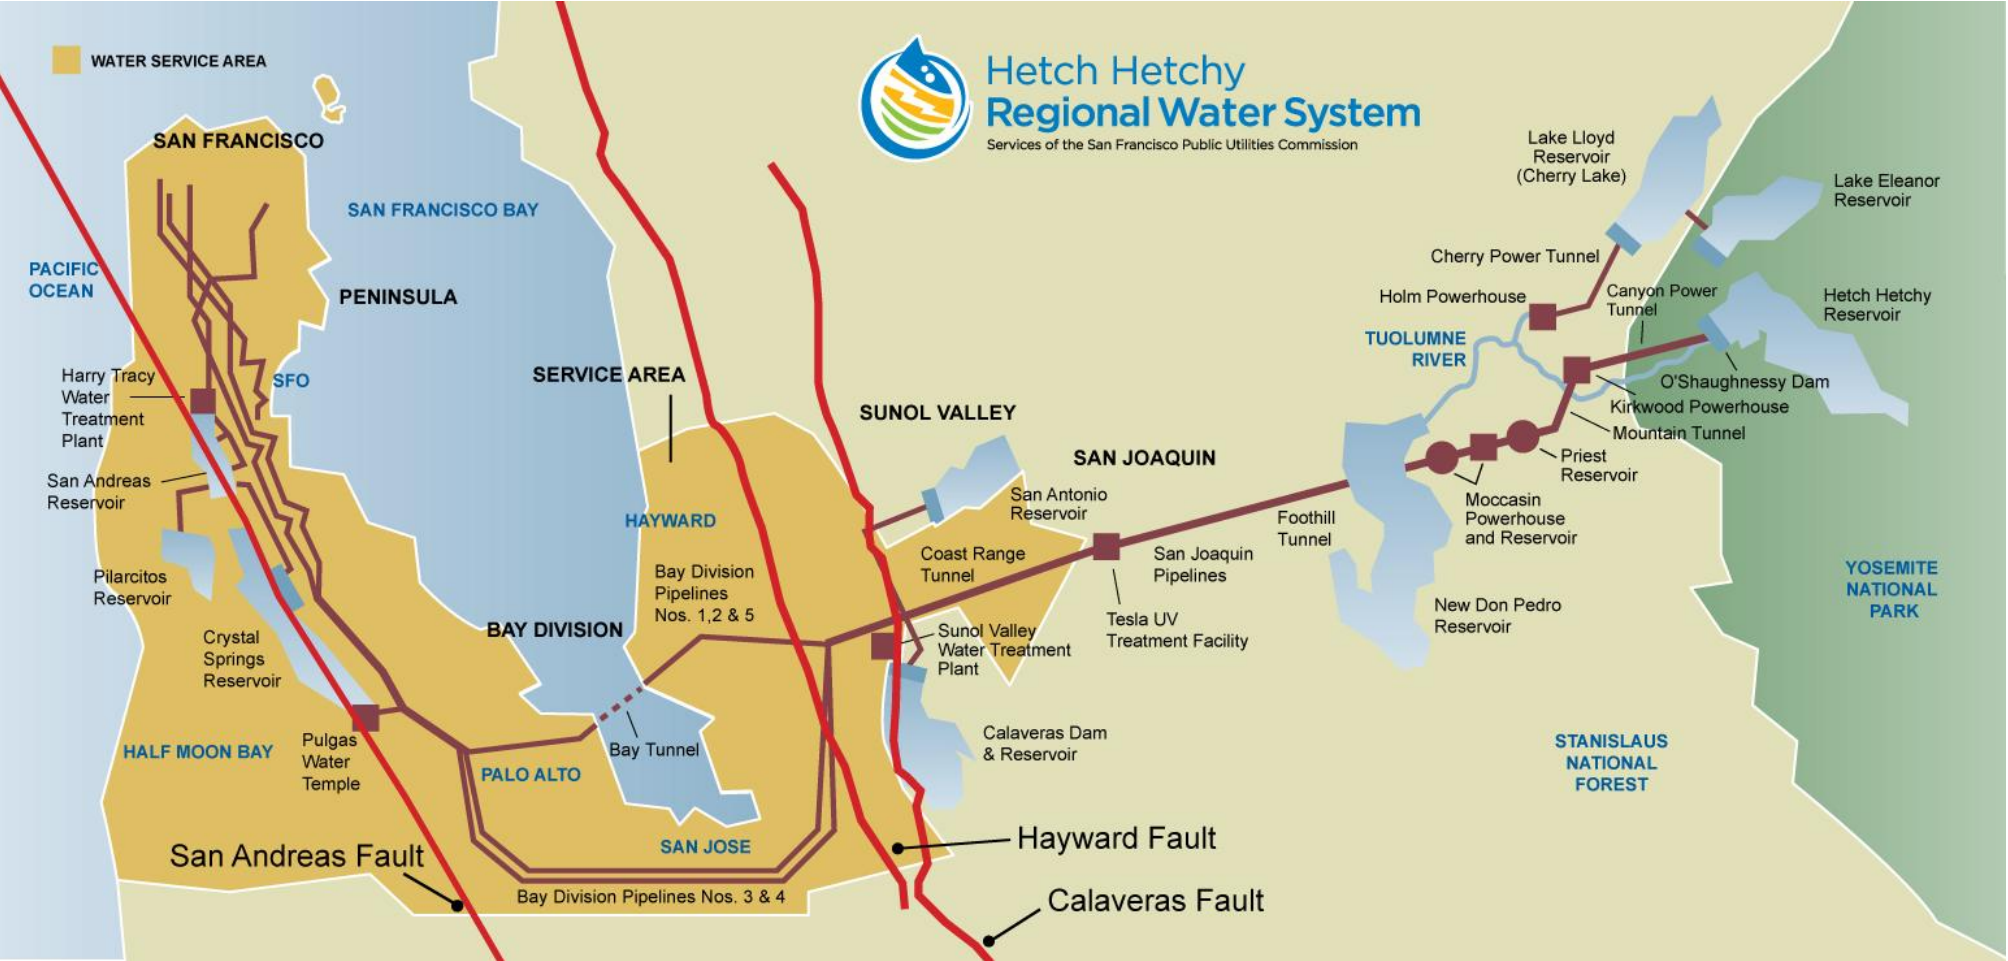 WATER SERVICE AREA
Hetch Hetchy
Regional Water System
Services of the San Francisco Public Utilities Commission
SAN FRANCISCO
SAN FRANCISCO BAY
PACIFIC
OCEAN
PENINSULA
Harry Tracy
Water
Treatment
Plant
SFO
San Andreas
Reservoir
Pilarcitos
Reservoir
Crystal
Springs
Reservoir
HALF MOON BAY
Pulgas
Water
Temple
San Andreas Fault
SERVICE AREA
HAYWARD
Bay Division
Pipelines
Nos. 1,2 & 5
BAY DIVISION
Bay Tunnel
PALO ALTO
SAN JOSE
Bay Division Pipelines Nos. 3 & 4
SUNOL VALLEY
San Antonio
Reservoir
Coast Range
Tunnel
Sunol Valley
Water Treatment
Plant
Calaveras Dam
& Reservoir
Hayward Fault
Calaveras Fault
SAN JOAQUIN
San Joaquin
Pipelines
Tesla UV
Treatment Facility
Foothill
Tunnel
New Don Pedro
Reservoir
Lake Lloyd
Reservoir
(Cherry Lake)
Lake Eleanor
Reservoir
Cherry Power Tunnel
Holm Powerhouse
Canyon Power
Tunnel
Hetch Hetchy
Reservoir
TUOLUMNE
RIVER
O'Shaughnessy Dam
Kirkwood Powerhouse
Mountain Tunnel
Priest
Reservoir
Moccasin
Powerhouse
and Reservoir
YOSEMITE
NATIONAL
PARK
STANISLAUS
NATIONAL
FOREST